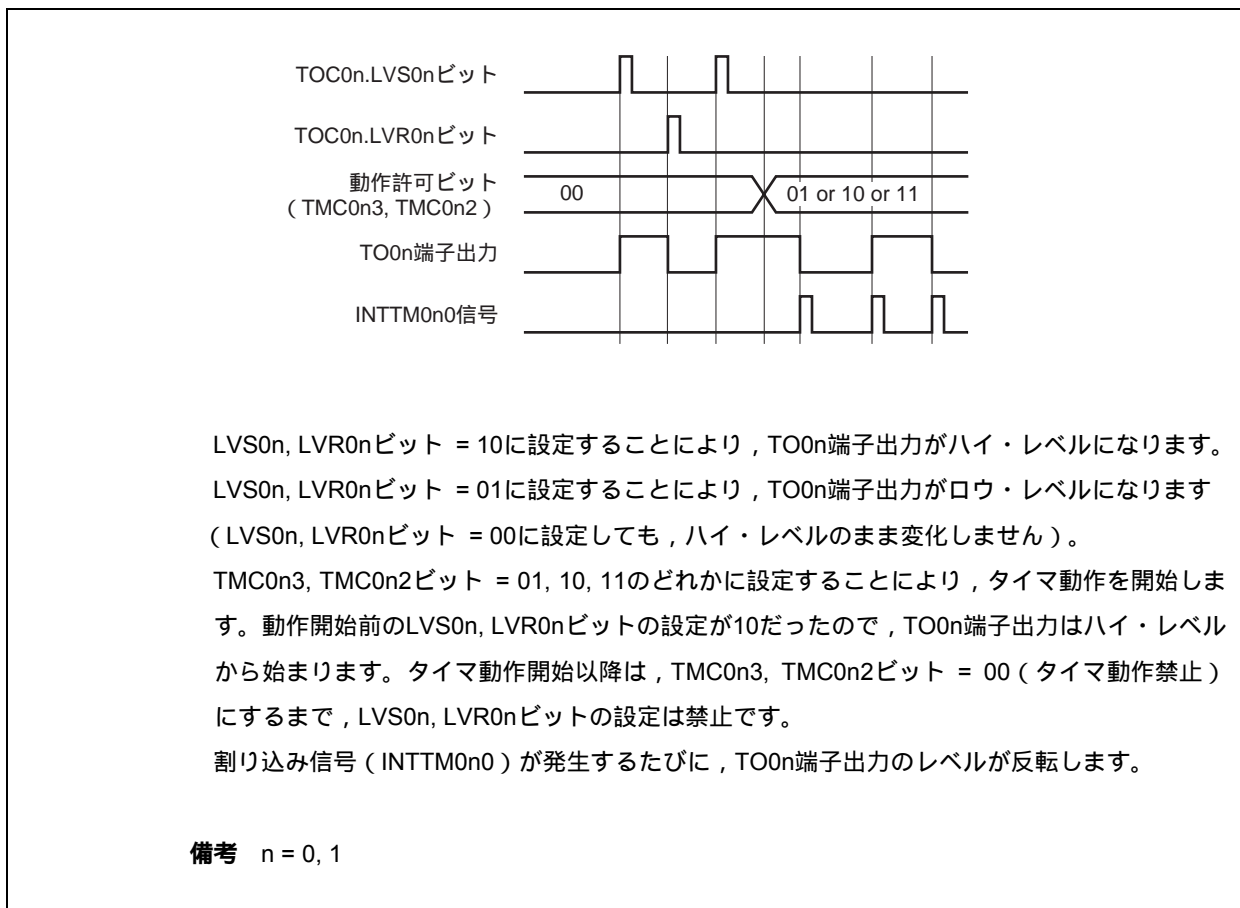 TOC0n.LVS0nビット
TOC0n.LVR0nビット
動作許可ビット
（TMC0n3, TMC0n2）
00
01 or 10 or 11
TO0n端子出力
INTTM0n0信号
LVS0n, LVR0nビット = 10に設定することにより，TO0n端子出力がハイ・レベルになります。
LVS0n, LVR0nビット = 01に設定することにより，TO0n端子出力がロウ・レベルになります
（LVS0n, LVR0nビット = 00に設定しても，ハイ・レベルのまま変化しません）。
TMC0n3, TMC0n2ビット = 01, 10, 11のどれかに設定することにより，タイマ動作を開始しま
す。動作開始前のLVS0n, LVR0nビットの設定が10だったので，TO0n端子出力はハイ・レベル
から始まります。タイマ動作開始以降は，TMC0n3, TMC0n2ビット = 00（タイマ動作禁止）
にするまで，LVS0n, LVR0nビットの設定は禁止です。
割り込み信号（INTTM0n0）が発生するたびに，TO0n端子出力のレベルが反転します。
備考 n = 0, 1